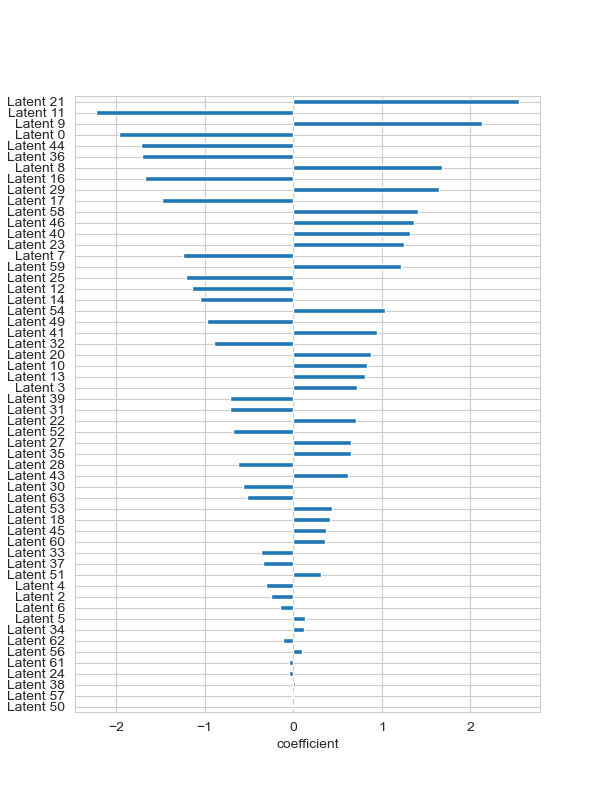 Latent 21
Latent 11
Latent 9
Latent 0
Latent 44
Latent 36
Latent 8
Latent 16
Latent 29
Latent 17
Latent 58
Latent 46
Latent 40
Latent 23
Latent 7
Latent 59
Latent 25
Latent 12
Latent 14
Latent 54
Latent 49
Latent 41
Latent 32
Latent 20
Latent 10
Latent 13
Latent 3
Latent 39
Latent 31
Latent 22
Latent 52
Latent 27
Latent 35
Latent 28
Latent 43
Latent 30
Latent 63
Latent 53
Latent 18
Latent 45
Latent 60
Latent 33
Latent 37
Latent 51
Latent 4
Latent 2
Latent 6
Latent 5
Latent 34
Latent 62
Latent 56
Latent 61
Latent 24
Latent 38
Latent 57
Latent 50
−2 −1 0 1 2
coefficient